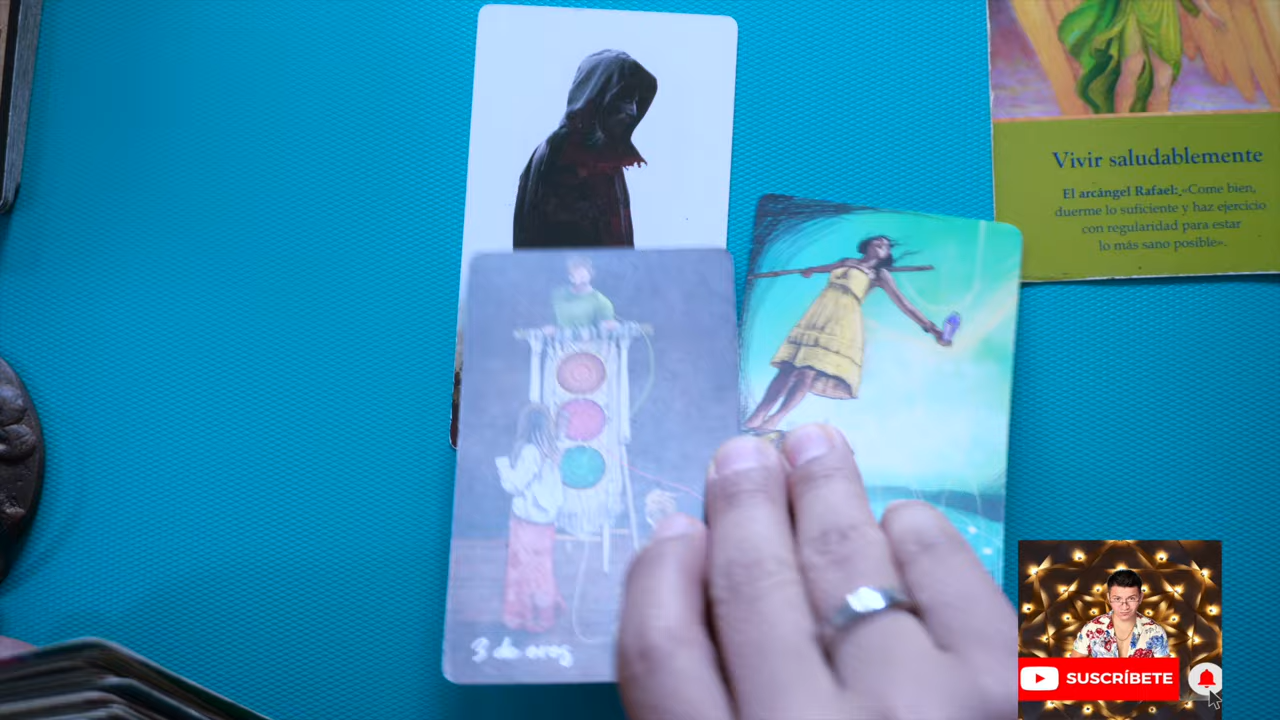 Vivir saludablemente
El arcángel Rafael: «Come bien,
duerme lo suficiente y haz ejercicio
con regularidad para estar
lo más sano posible».
3 de oros
SUSCRÍBETE